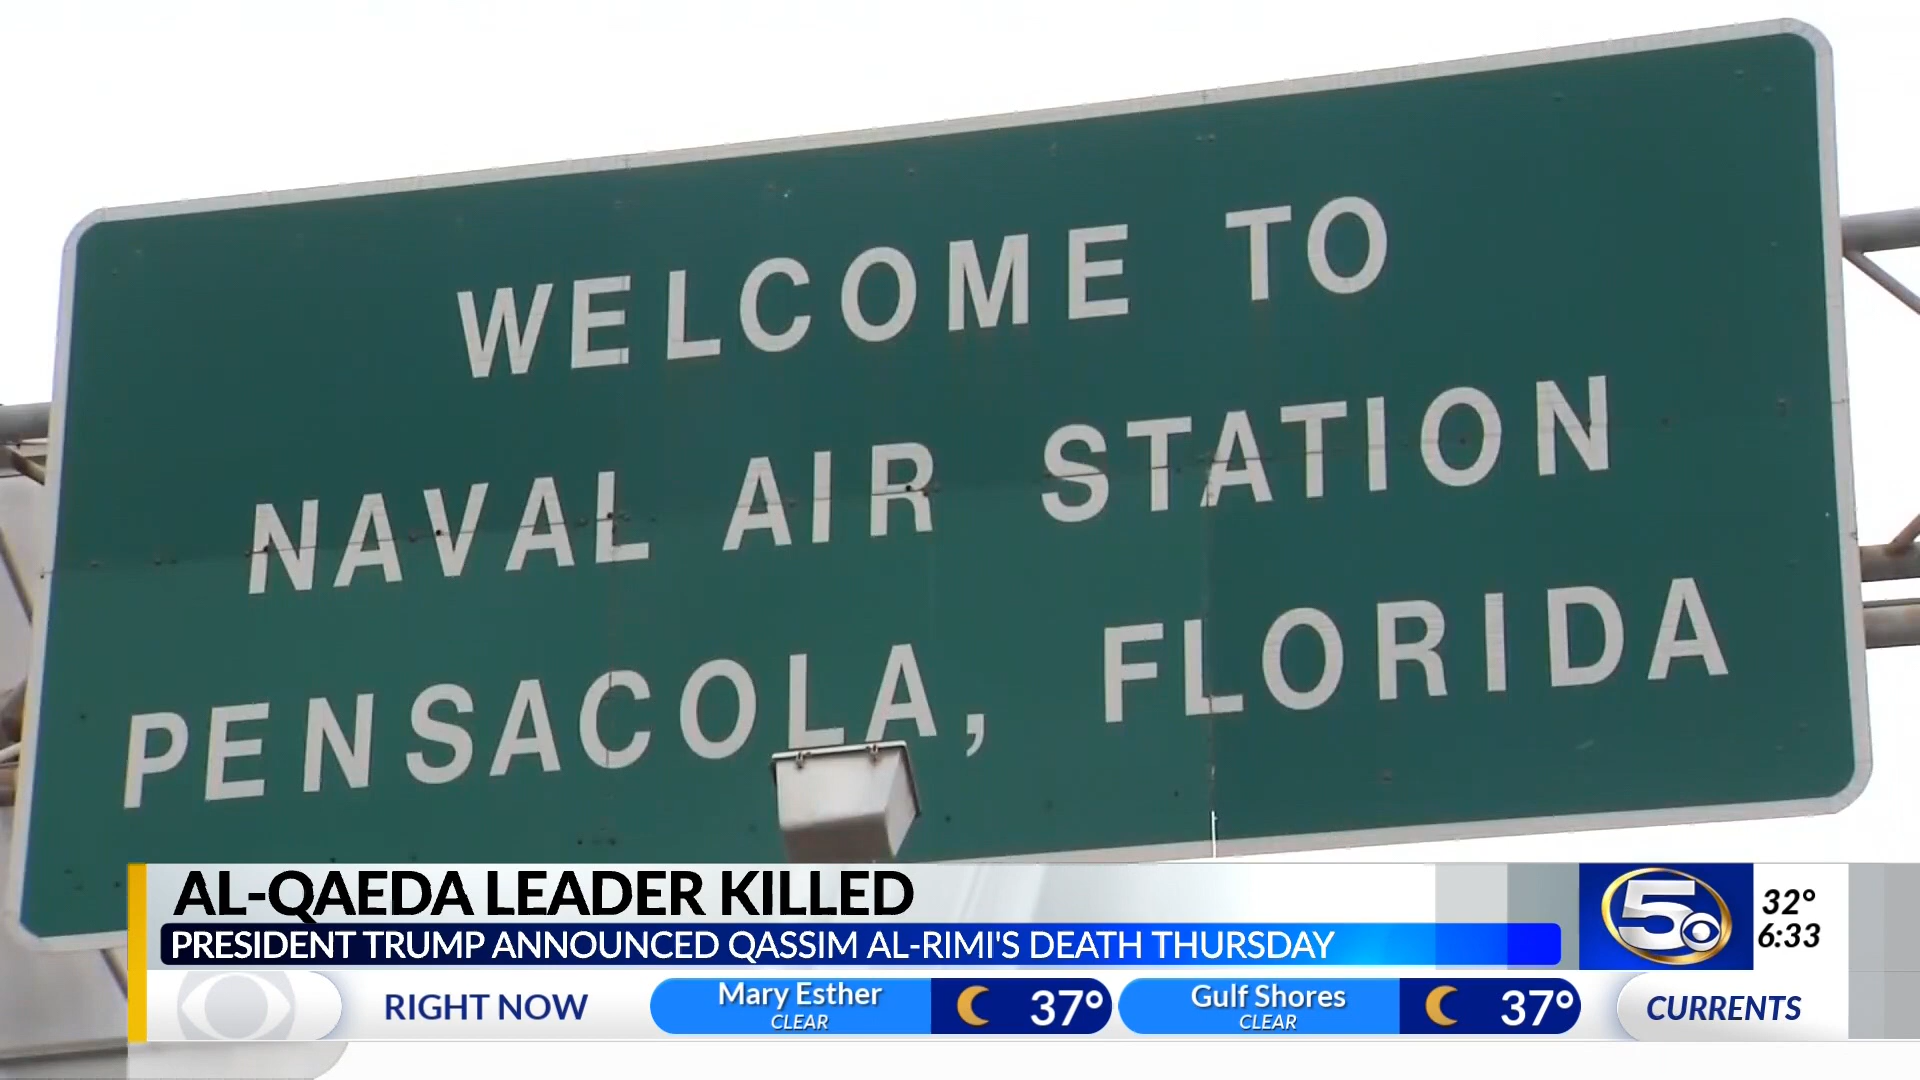 WELCOME TO
NAVAL AIR STATION
PENSACOLA, FLORIDA
AL-QAEDA LEADER KILLED
PRESIDENT TRUMP ANNOUNCED QASSIM AL-RIMI'S DEATH THURSDAY
5
32°
6:33
RIGHT NOW
Mary Esther
CLEAR
37°
Gulf Shores
CLEAR
37°
CURRENTS